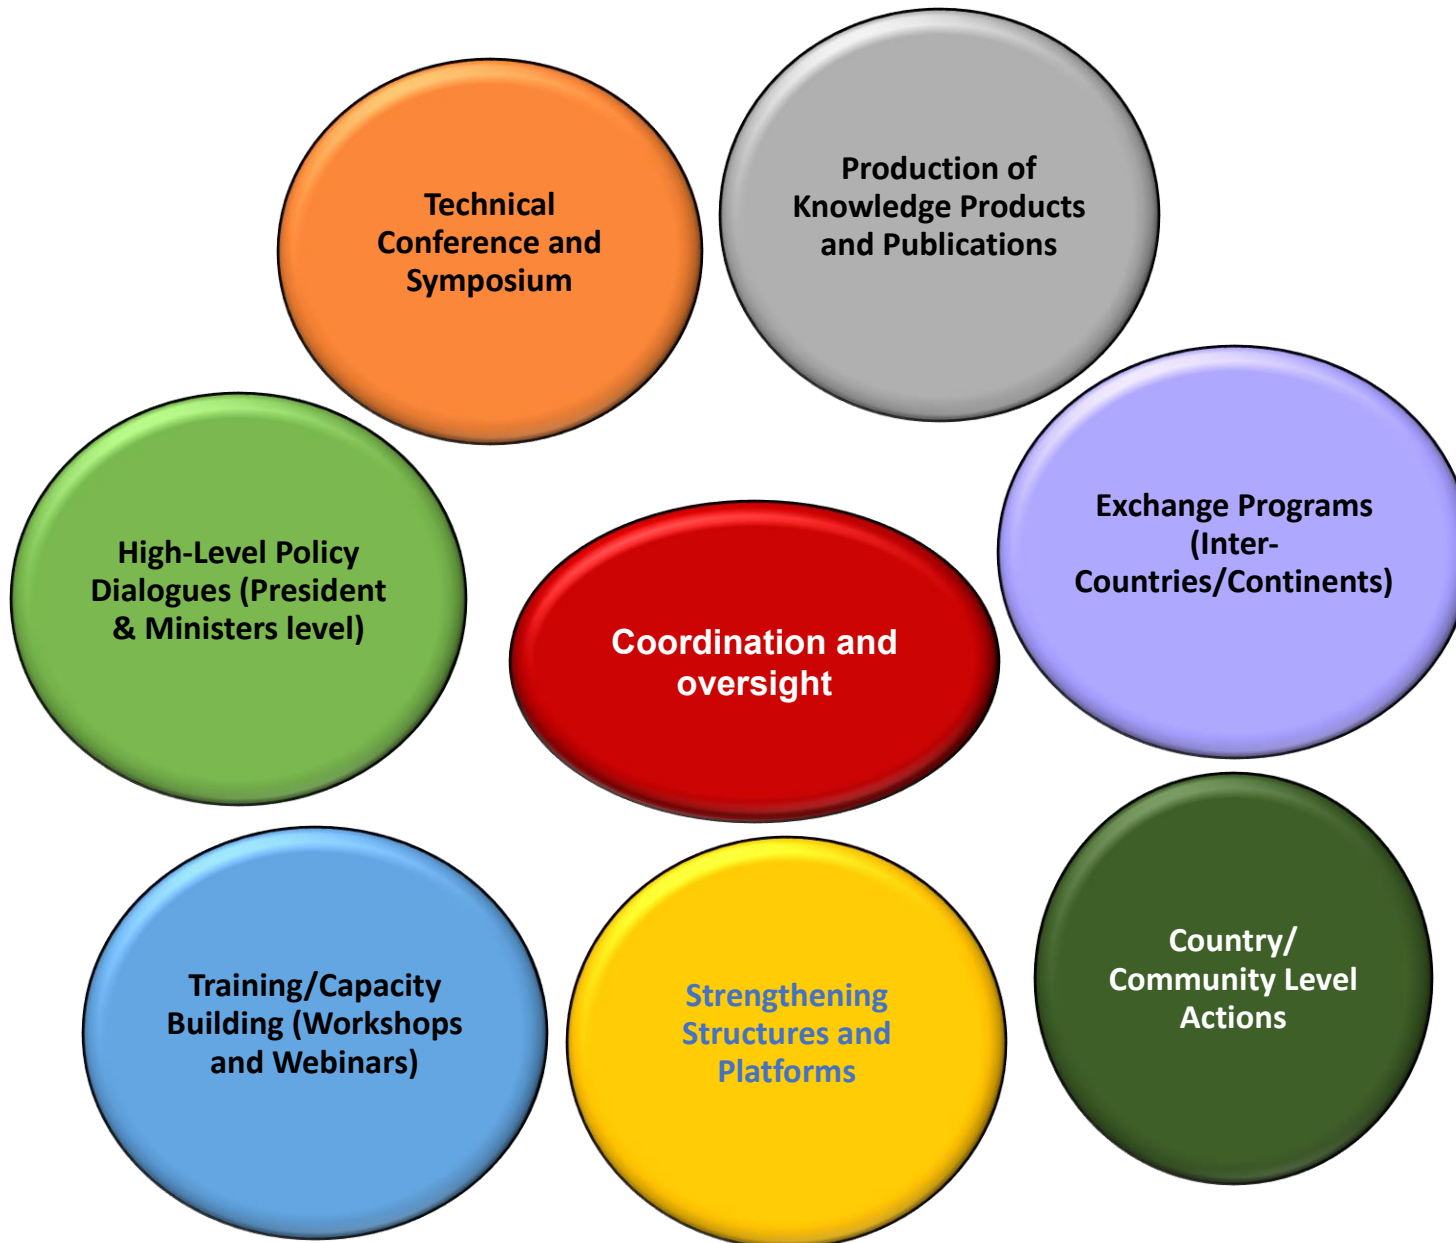 Technical
Conference and
Symposium
Production of
Knowledge Products
and Publications
High-Level Policy
Dialogues (President
& Ministers level)
Exchange Programs
(Inter-
Countries/Continents)
Coordination and
oversight
Training/Capacity
Building (Workshops
and Webinars)
Strengthening
Structures and
Platforms
Country/
Community Level
Actions